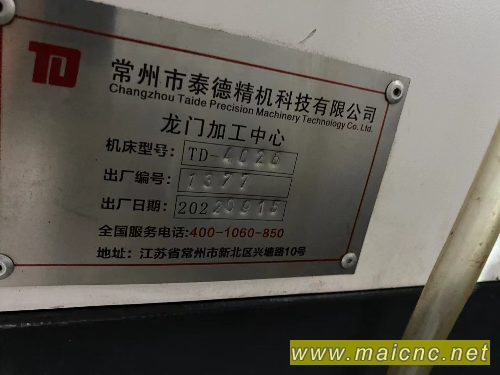 TD
常州市泰德精机科技有限公司
Changzhou Taide Precision Machinery Technology Co., Ltd.
龙门加工中心
机床型号: TD-4026
出厂编号: 1377
出厂日期: 20220915
全国服务电话:400-1060-850
地址: 江苏省常州市新北区兴塘路10号
www.maicnc.net